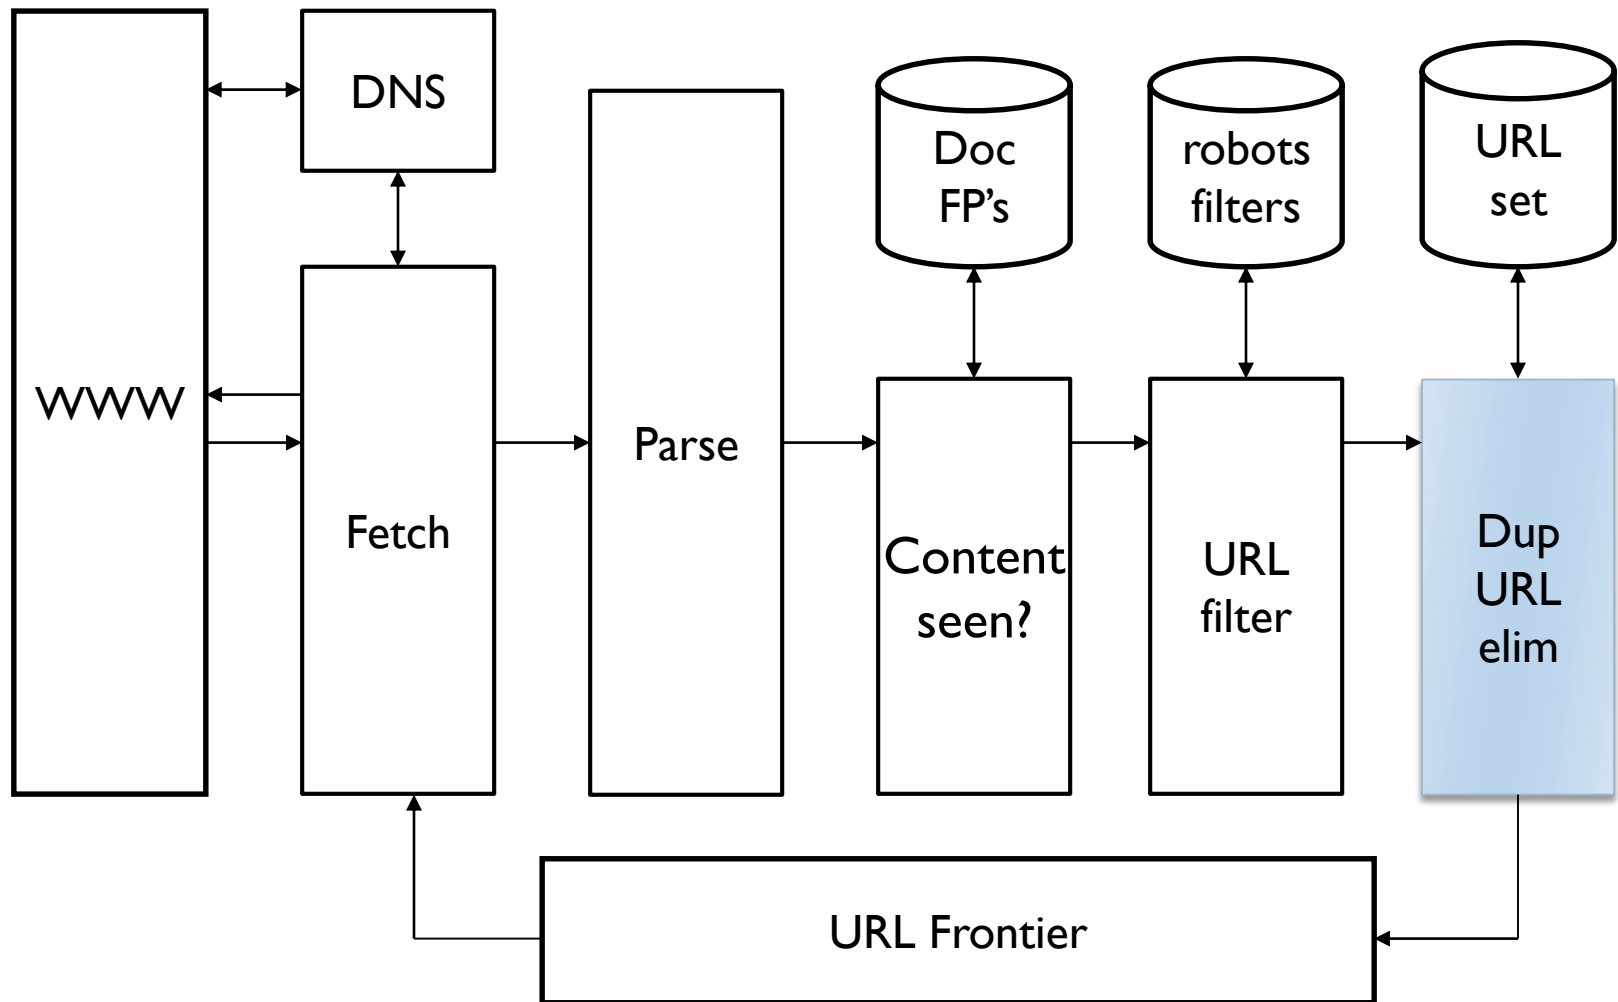 DNS
Doc
FP's
robots
filters
URL
set
WWW
Fetch
Parse
Content
seen?
URL
filter
Dup
URL
elim
URL Frontier